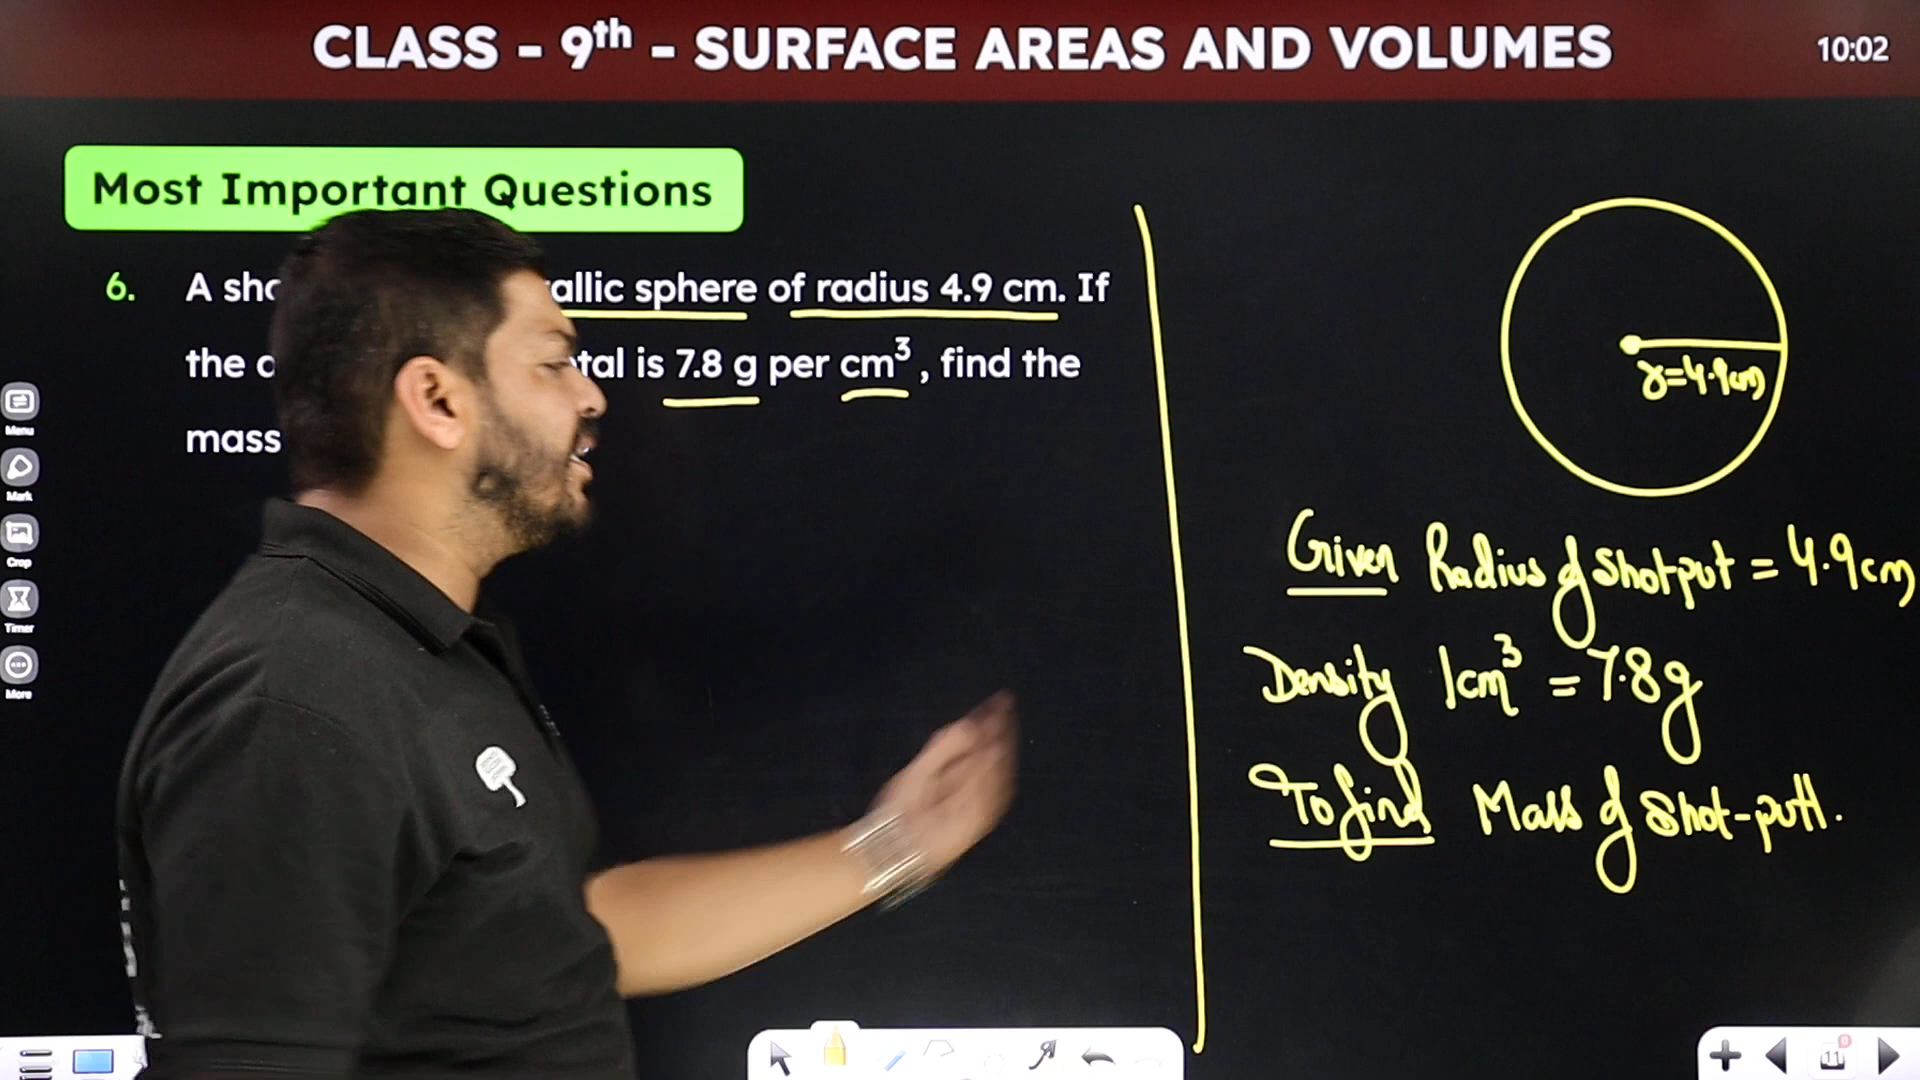 CLASS - 9th - SURFACE AREAS AND VOLUMES
10:02
Most Important Questions
6. A sho allic sphere of radius 4.9 cm. If
the tal is 7.8 g per cm³, find the
mass
r=4.9cm
Given Radius of Shotput = 4.9cm
Density 1cm³ = 7.8g
To find Mass of Shot-putt.
Menu
Mark
Crop
Timer
More
11
0